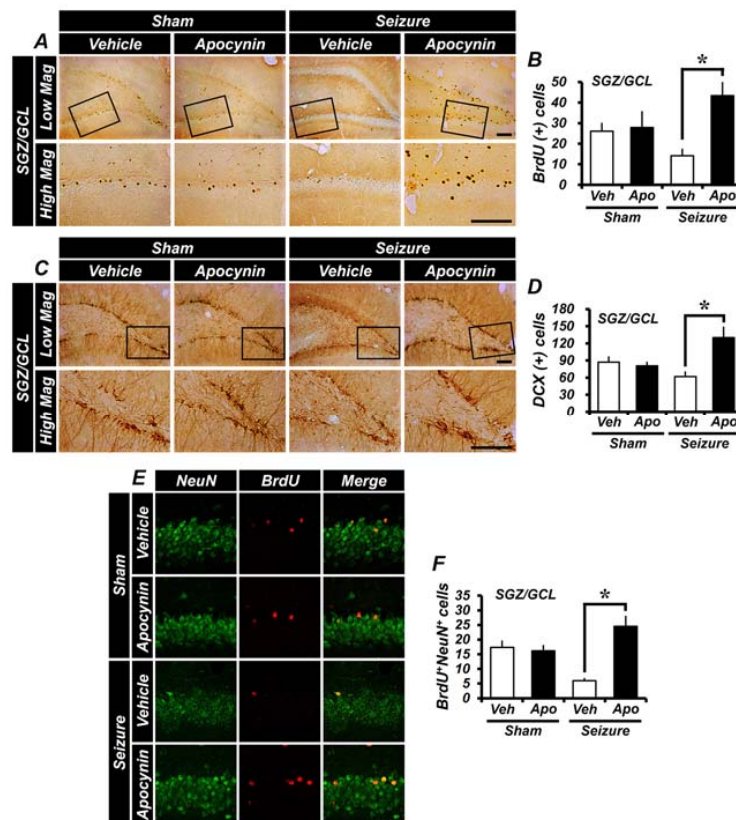 Sham Seizure
A Vehicle Apocynin Vehicle Apocynin
SGZ/GCL
Low Mag
High Mag
B
SGZ/GCL
*
BrdU (+) cells
50
40
30
20
10
0
Veh Apo Veh Apo
Sham Seizure
Sham Seizure
C Vehicle Apocynin Vehicle Apocynin
SGZ/GCL
Low Mag
High Mag
D
SGZ/GCL
*
DCX (+) cells
180
150
120
90
60
30
0
Veh Apo Veh Apo
Sham Seizure
E NeuN BrdU Merge
Sham
Vehicle
Apocynin
Seizure
Vehicle
Apocynin
F
SGZ/GCL
*
BrdU⁺NeuN⁺ cells
35
30
25
20
15
10
5
0
Veh Apo Veh Apo
Sham Seizure